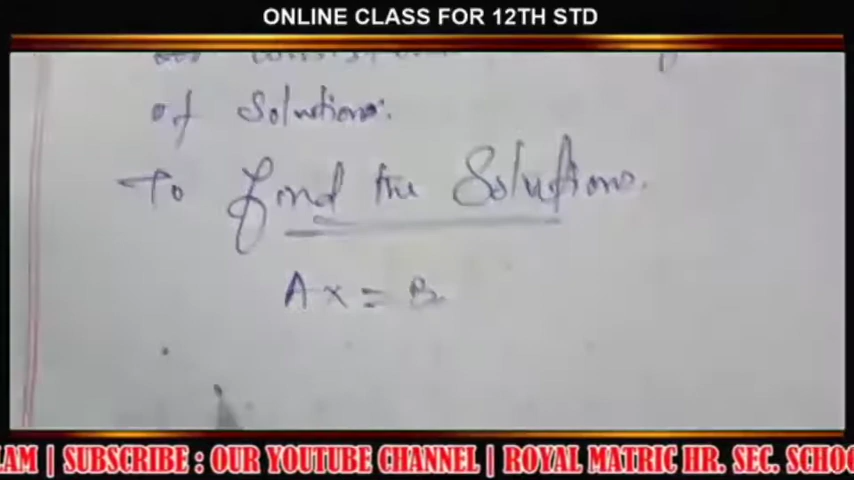 ONLINE CLASS FOR 12TH STD
of Solutions.
To find the Solutions.
AX = B
LAM | SUBSCRIBE : OUR YOUTUBE CHANNEL | ROYAL MATRIC HR. SEC. SCHOO